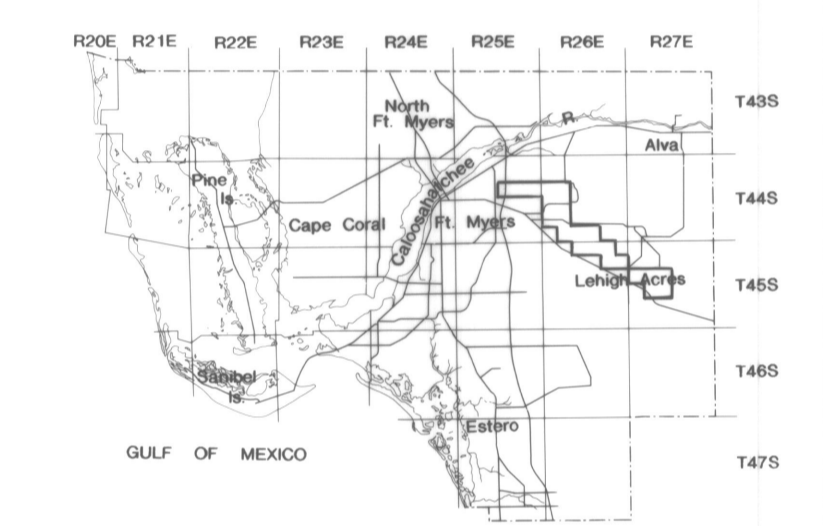 R20E R21E R22E R23E R24E R25E R26E R27E
T43S
North
Ft. Myers
R.
Alva
Caloosahatchee
T44S
Pine
Is.
Cape Coral
Ft. Myers
Lehigh Acres
T45S
T46S
Sanibel
Is.
Estero
GULF OF MEXICO
T47S